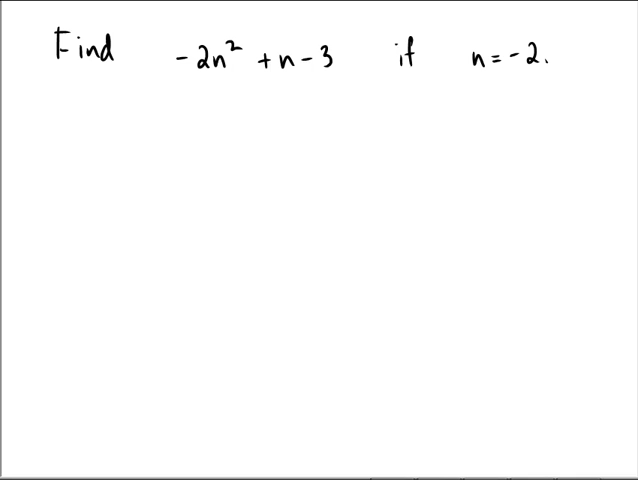 Find -2n² + n - 3 if n = -2.